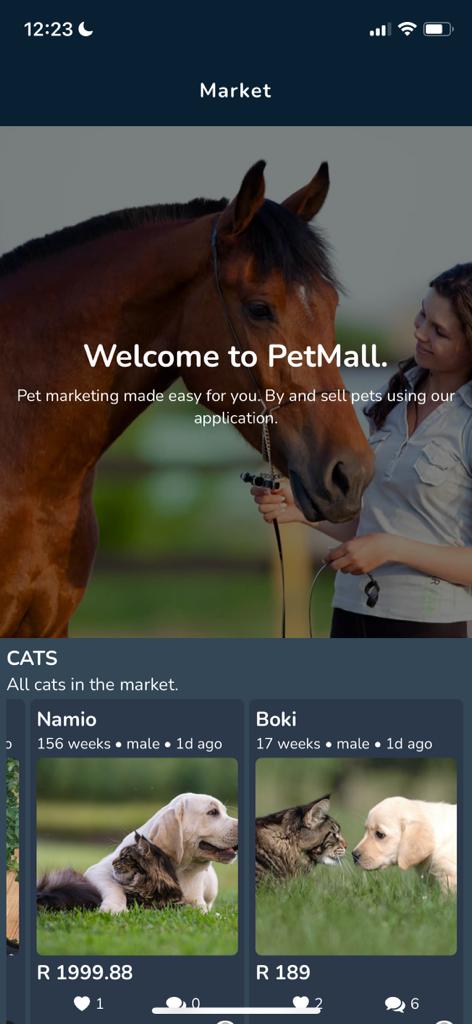 12:23
Market
Welcome to PetMall.
Pet marketing made easy for you. By and sell pets using our
application.
CATS
All cats in the market.
Namio
156 weeks • male • 1d ago
R 1999.88
1
0
Boki
17 weeks • male • 1d ago
R 189
2
6